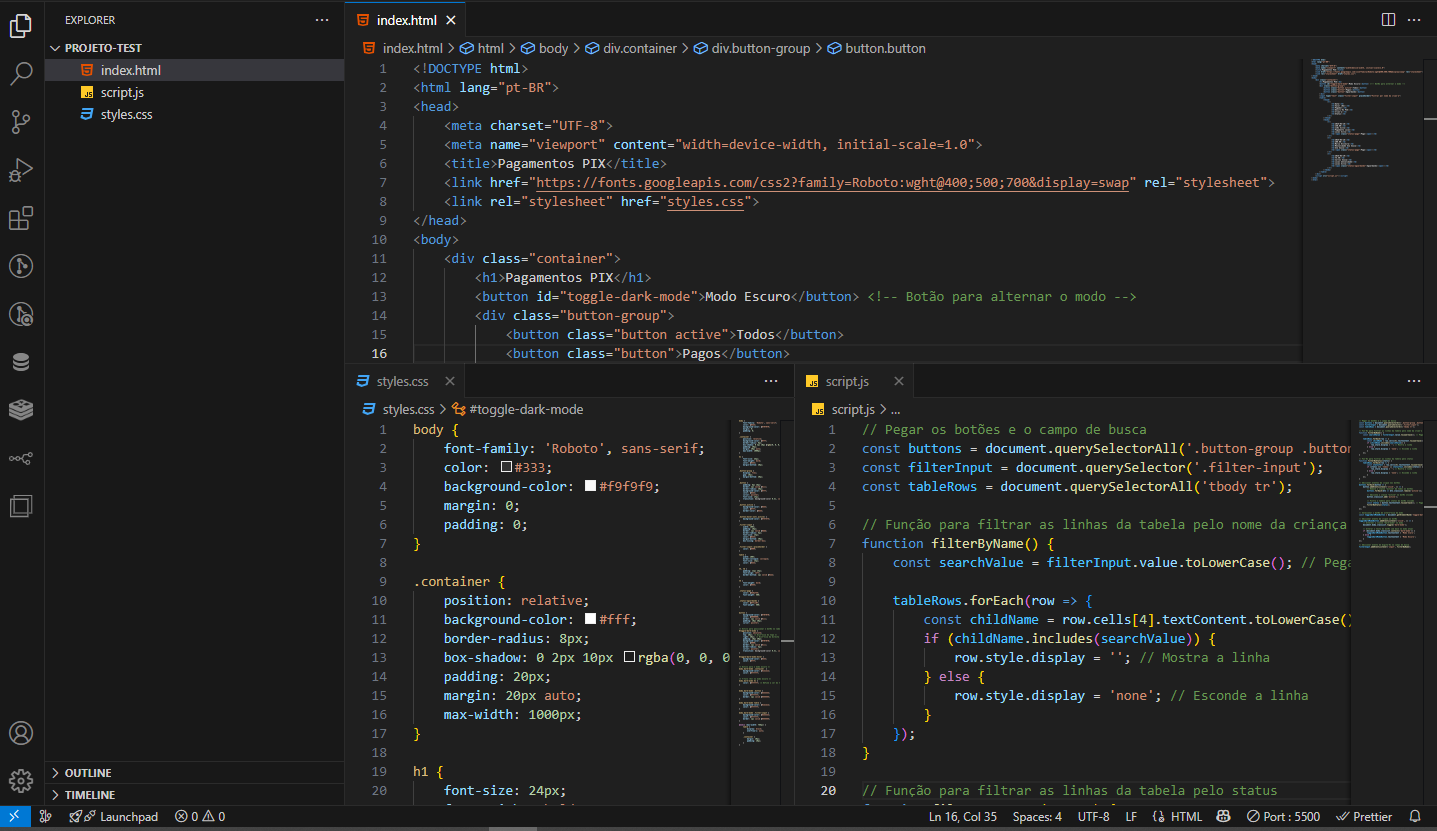 EXPLORER
PROJETO-TEST
index.html
script.js
styles.css
OUTLINE
TIMELINE
index.html
index.html > html > body > div.container > div.button-group > button.button
1 <!DOCTYPE html>
2 <html lang="pt-BR">
3 <head>
4 <meta charset="UTF-8">
5 <meta name="viewport" content="width=device-width, initial-scale=1.0">
6 <title>Pagamentos PIX</title>
7 <link href="https://fonts.googleapis.com/css2?family=Roboto:wght@400;500;700&display=swap" rel="stylesheet">
8 <link rel="stylesheet" href="styles.css">
9 </head>
10 <body>
11 <div class="container">
12 <h1>Pagamentos PIX</h1>
13 <button id="toggle-dark-mode">Modo Escuro</button> <!-- Botão para alternar o modo -->
14 <div class="button-group">
15 <button class="button active">Todos</button>
16 <button class="button">Pagos</button>
styles.css
styles.css > #toggle-dark-mode
1 body {
2 font-family: 'Roboto', sans-serif;
3 color: #333;
4 background-color: #f9f9f9;
5 margin: 0;
6 padding: 0;
7 }
8
9 .container {
10 position: relative;
11 background-color: #fff;
12 border-radius: 8px;
13 box-shadow: 0 2px 10px rgba(0, 0, 0
14 padding: 20px;
15 margin: 20px auto;
16 max-width: 1000px;
17 }
18
19 h1 {
20 font-size: 24px;
script.js
script.js > ...
1 // Pegar os botões e o campo de busca
2 const buttons = document.querySelectorAll('.button-group .button
3 const filterInput = document.querySelector('.filter-input');
4 const tableRows = document.querySelectorAll('tbody tr');
5
6 // Função para filtrar as linhas da tabela pelo nome da criança
7 function filterByName() {
8 const searchValue = filterInput.value.toLowerCase(); // Pega
9
10 tableRows.forEach(row => {
11 const childName = row.cells[4].textContent.toLowerCase()
12 if (childName.includes(searchValue)) {
13 row.style.display = ''; // Mostra a linha
14 } else {
15 row.style.display = 'none'; // Esconde a linha
16 }
17 });
18 }
19
20 // Função para filtrar as linhas da tabela pelo status
Launchpad 0 0 Ln 16, Col 35 Spaces: 4 UTF-8 LF HTML Port : 5500 Prettier